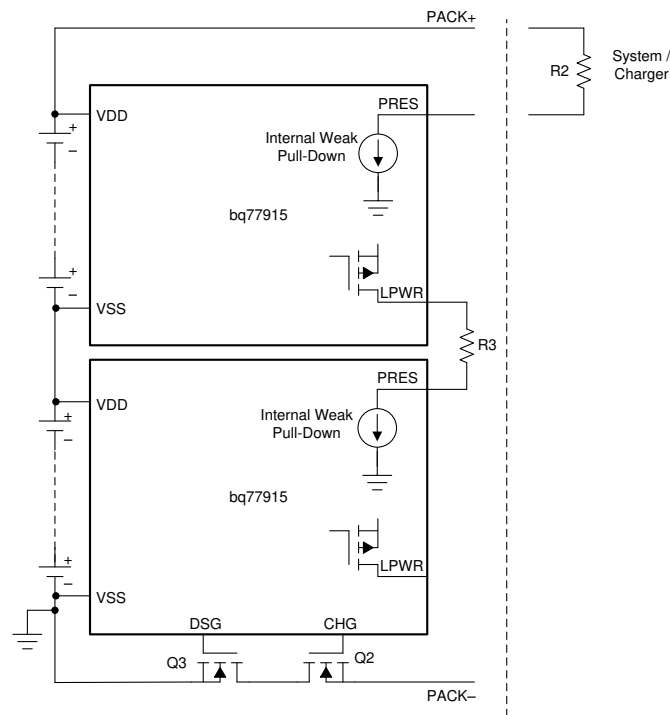 PACK+
R2
System /
Charger
VDD
PRES
+
–
Internal Weak
Pull-Down
bq77915
+
–
LPWR
VSS
R3
PRES
VDD
+
–
Internal Weak
Pull-Down
bq77915
+
–
LPWR
VSS
DSG
CHG
Q3
Q2
PACK–